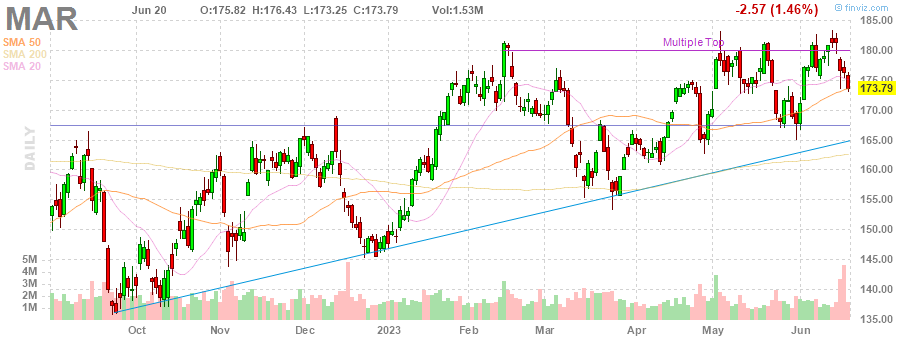 © finviz.com
MAR Jun 20 O:175.82 H:176.43 L:173.25 C:173.79 Vol:1.53M -2.57 (1.46%)
SMA 50
SMA 200
SMA 20
DAILY
Multiple Top
185.00
180.00
175.00
173.79
170.00
165.00
160.00
155.00
150.00
145.00
140.00
135.00
5M
4M
3M
2M
1M
Oct Nov Dec 2023 Feb Mar Apr May Jun